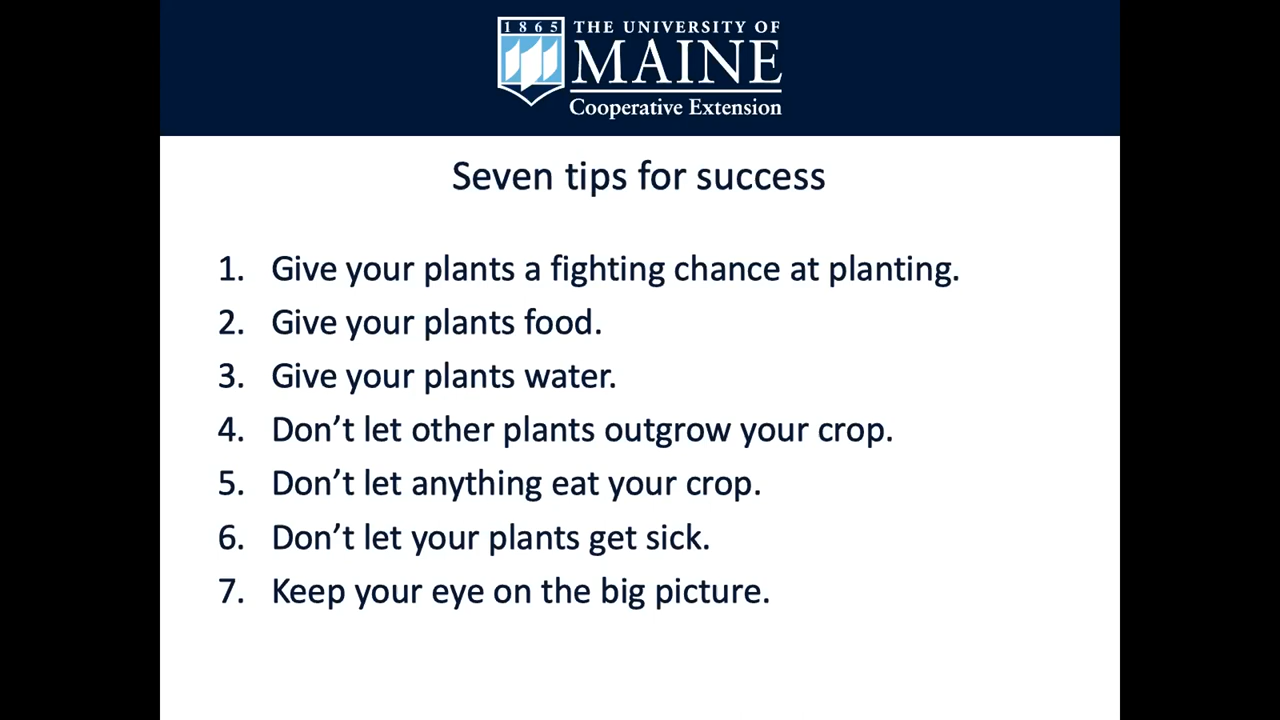 1865
THE UNIVERSITY OF
MAINE
Cooperative Extension
Seven tips for success
1. Give your plants a fighting chance at planting.
2. Give your plants food.
3. Give your plants water.
4. Don’t let other plants outgrow your crop.
5. Don’t let anything eat your crop.
6. Don’t let your plants get sick.
7. Keep your eye on the big picture.